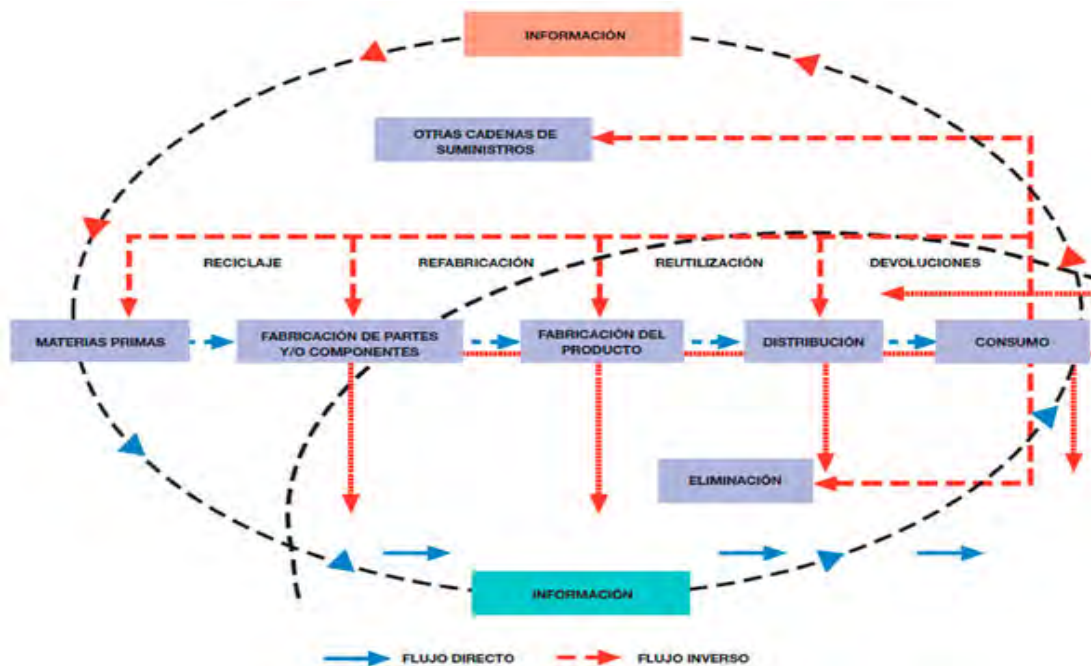 INFORMACIÓN
OTRAS CADENAS DE
SUMINISTROS
RECICLAJE
REFABRICACIÓN
REUTILIZACIÓN
DEVOLUCIONES
MATERIAS PRIMAS
FABRICACIÓN DE PARTES
Y/O COMPONENTES
FABRICACIÓN DEL
PRODUCTO
DISTRIBUCIÓN
CONSUMO
ELIMINACIÓN
INFORMACIÓN
FLUJO DIRECTO
FLUJO INVERSO